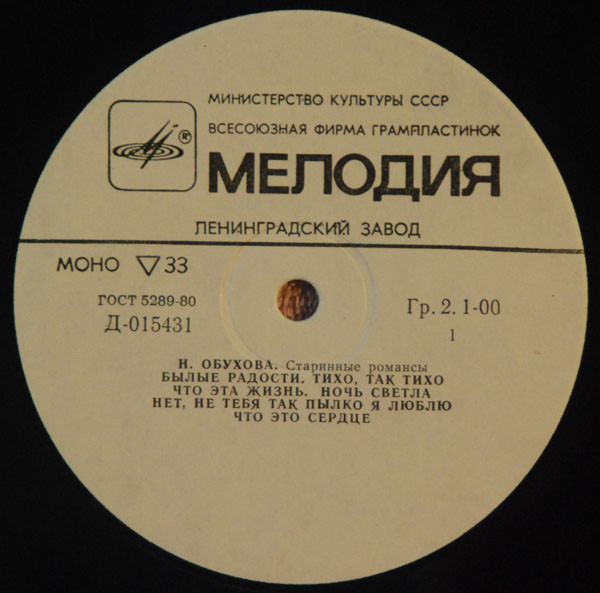 МИНИСТЕРСТВО КУЛЬТУРЫ СССР
ВСЕСОЮЗНАЯ ФИРМА ГРАМПЛАСТИНОК
®
МЕЛОДИЯ
ЛЕНИНГРАДСКИЙ ЗАВОД
МОНО ▽ 33
ГОСТ 5289-80
Д-015431
Гр. 2. 1-00
1
Н. ОБУХОВА. Старинные романсы
БЫЛЫЕ РАДОСТИ. ТИХО, ТАК ТИХО
ЧТО ЭТА ЖИЗНЬ. НОЧЬ СВЕТЛА
НЕТ, НЕ ТЕБЯ ТАК ПЫЛКО Я ЛЮБЛЮ
ЧТО ЭТО СЕРДЦЕ